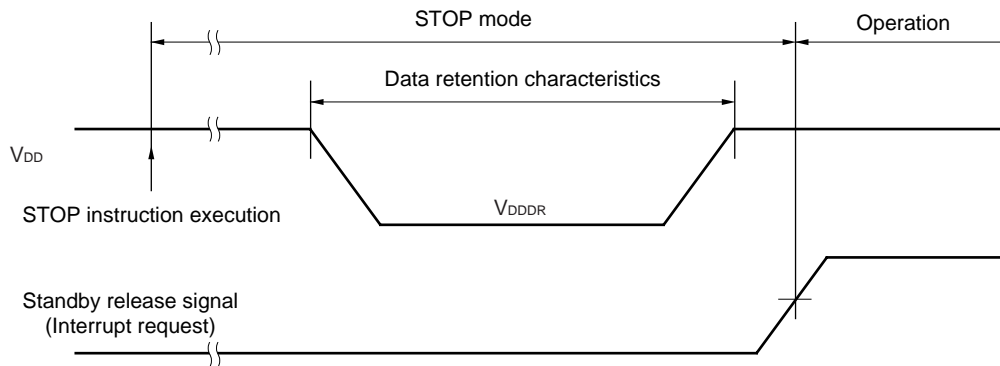 STOP mode
Operation
Data retention characteristics
VDD
STOP instruction execution
VDDDR
Standby release signal
(Interrupt request)